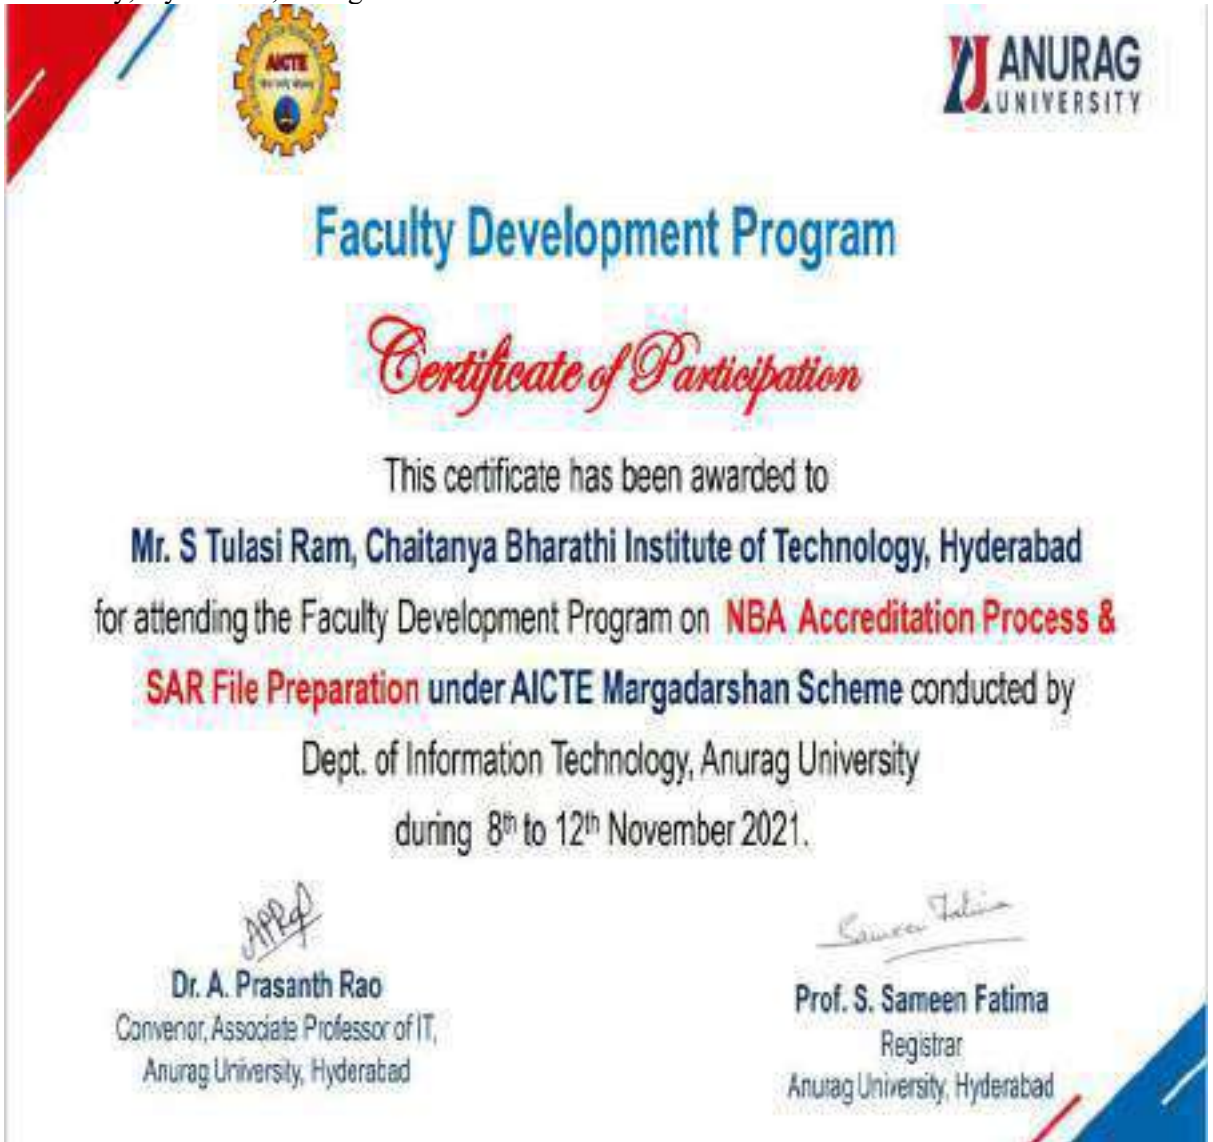 AICTE
ANURAG
UNIVERSITY
Faculty Development Program
Certificate of Participation
This certificate has been awarded to
Mr. S Tulasi Ram, Chaitanya Bharathi Institute of Technology, Hyderabad
for attending the Faculty Development Program on NBA Accreditation Process &
SAR File Preparation under AICTE Margadarshan Scheme conducted by
Dept. of Information Technology, Anurag University
during 8th to 12th November 2021.
Sameen Fatima
Dr. A. Prasanth Rao
Convenor, Associate Professor of IT,
Anurag University, Hyderabad
Prof. S. Sameen Fatima
Registrar
Anurag University, Hyderabad